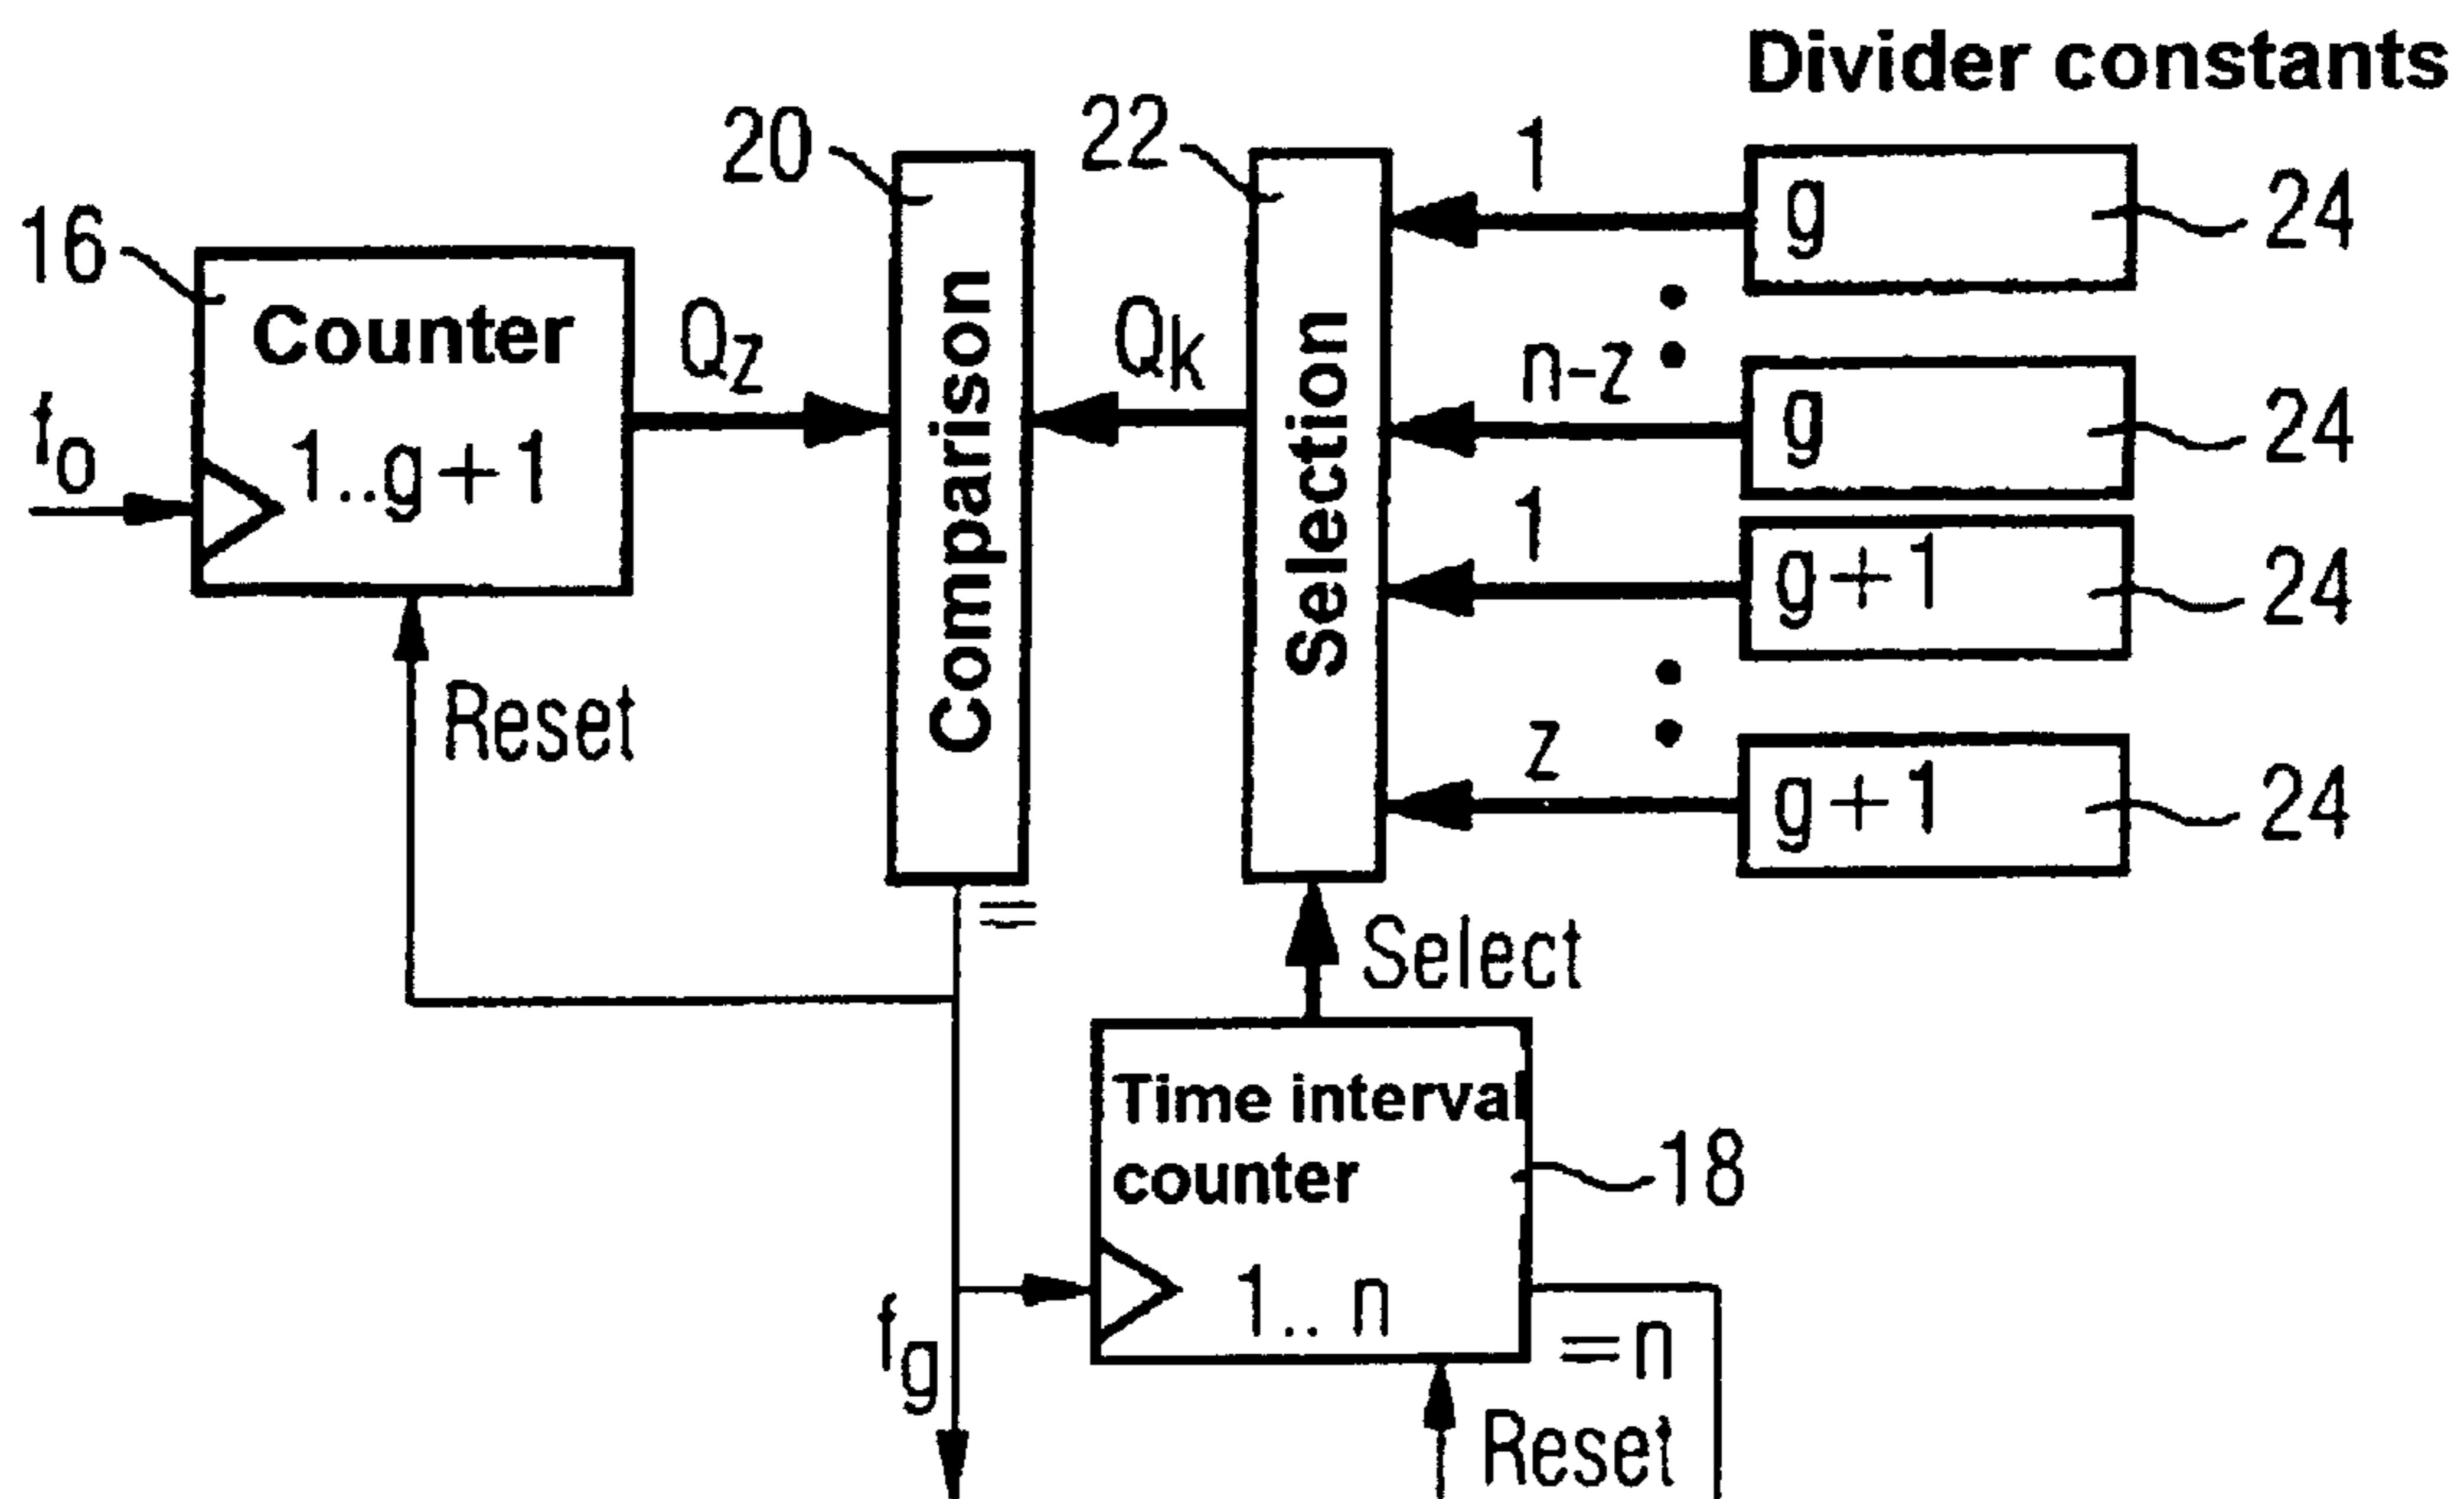 Divider constants
20
22
1
g
24
16
Counter
1..g+1
fo
Qz
Comparison
Qk
Selection
n-z
g
24
1
g+1
24
Reset
z
g+1
24
=
Select
Time interval
counter
18
1.. n
fg
=n
Reset